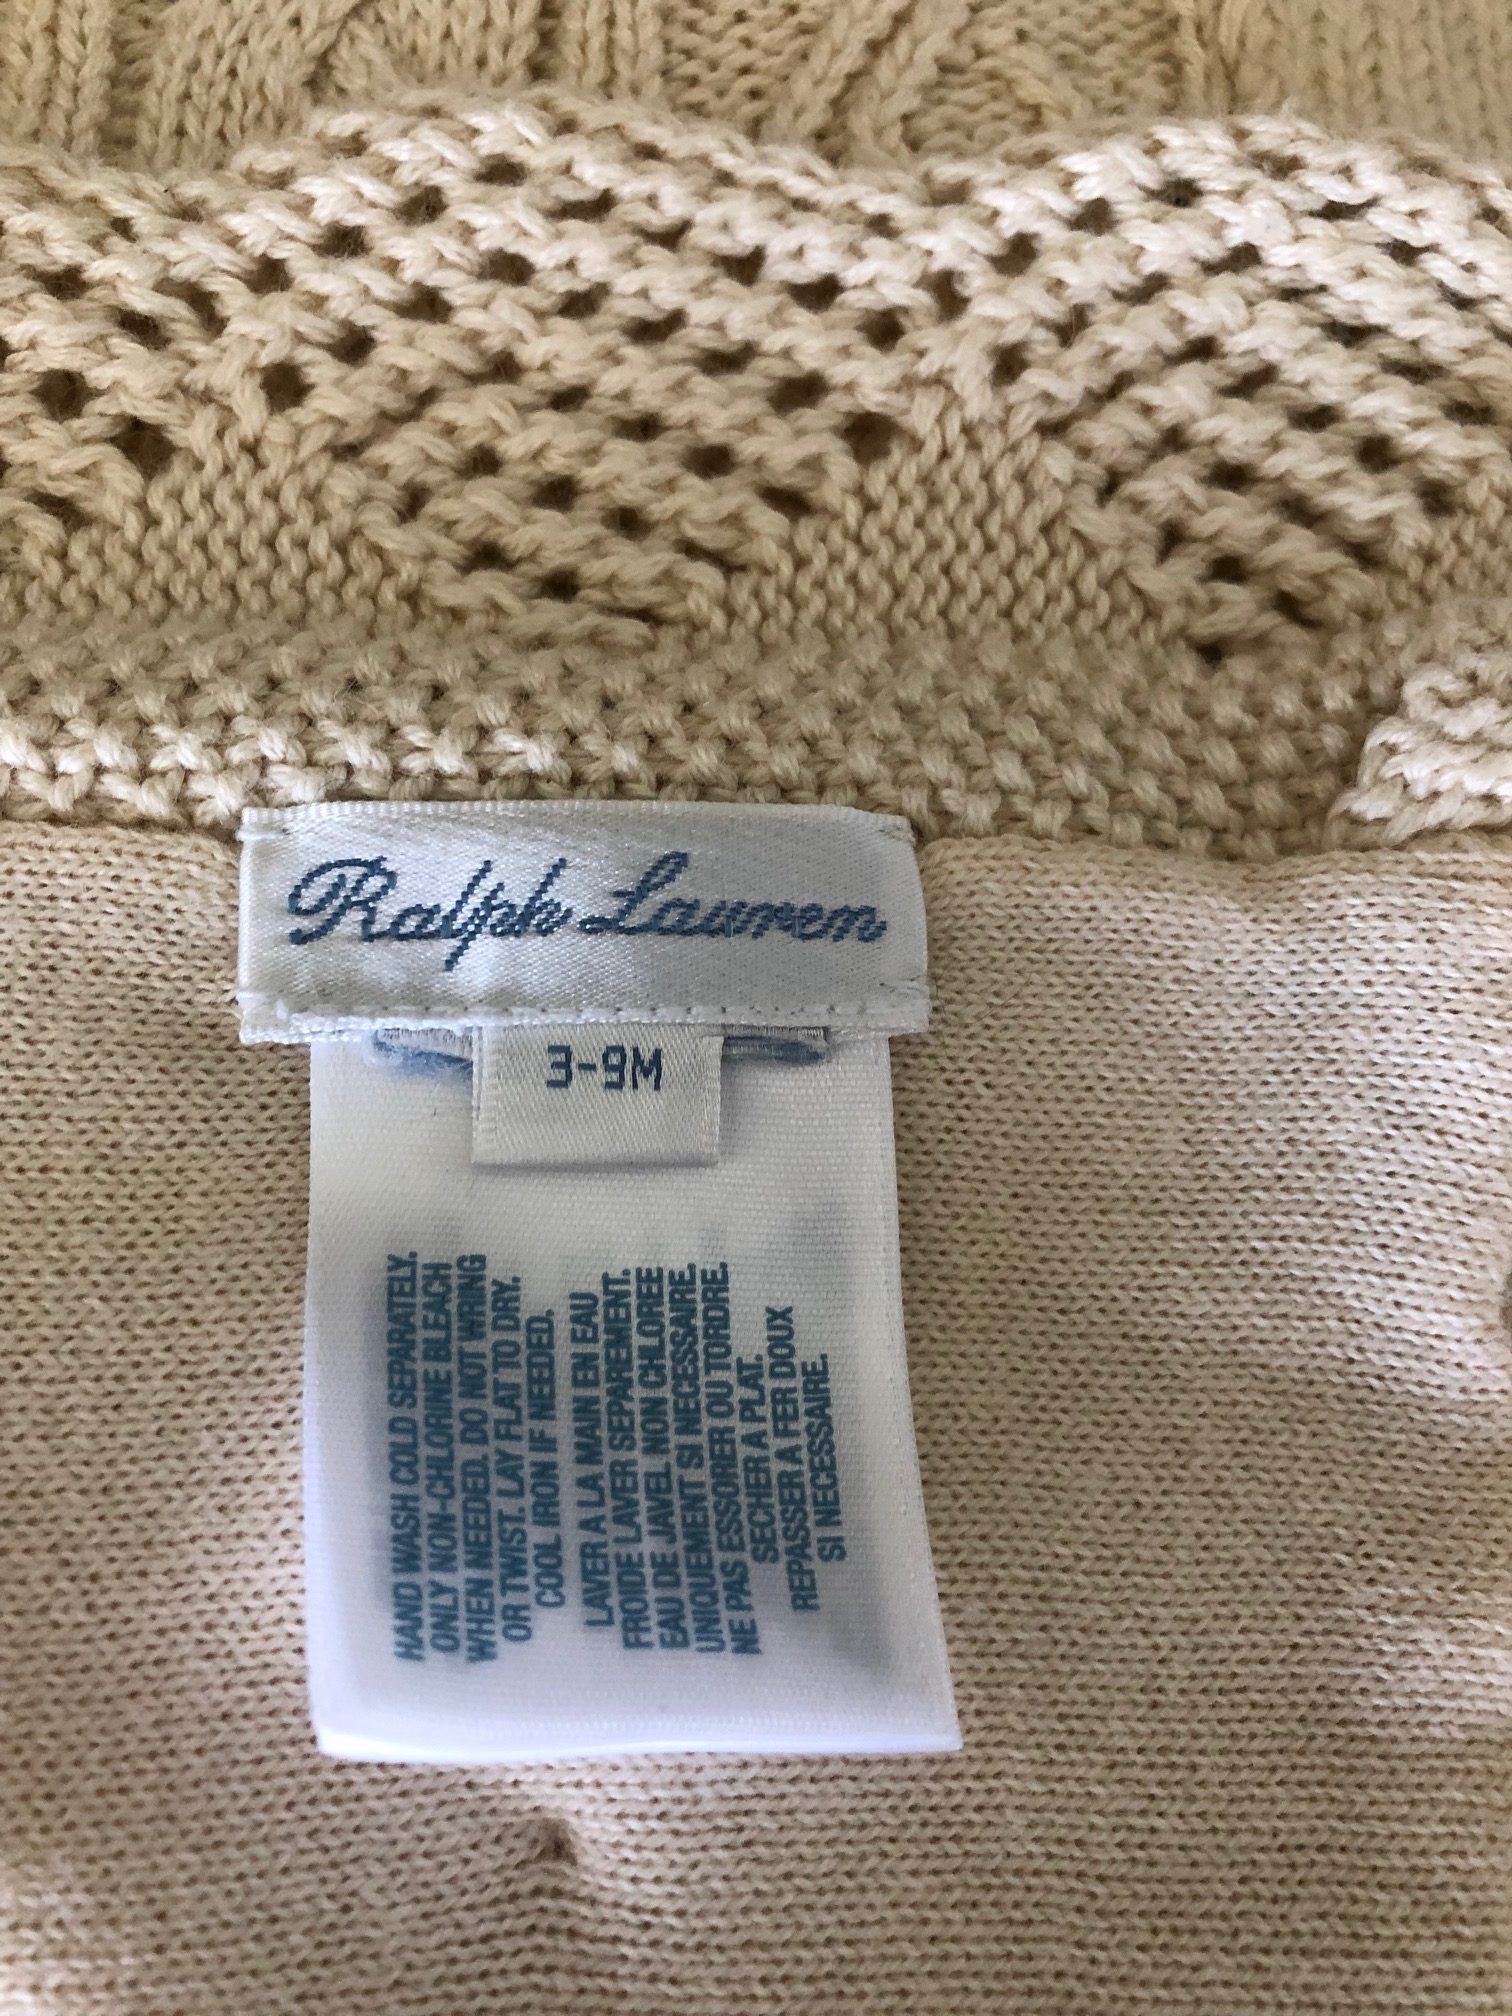 Ralph Lauren
3-9M
HAND WASH COLD SEPARATELY.
ONLY NON-CHLORINE BLEACH
WHEN NEEDED. DO NOT WRING
OR TWIST. LAY FLAT TO DRY.
COOL IRON IF NEEDED.
LAVER A LA MAIN EN EAU
FROIDE LAVER SEPAREMENT.
EAU DE JAVEL NON CHLOREE
UNIQUEMENT SI NECESSAIRE.
NE PAS ESSORER OU TORDRE.
SECHER A PLAT.
REPASSER A FER DOUX
SI NECESSAIRE.